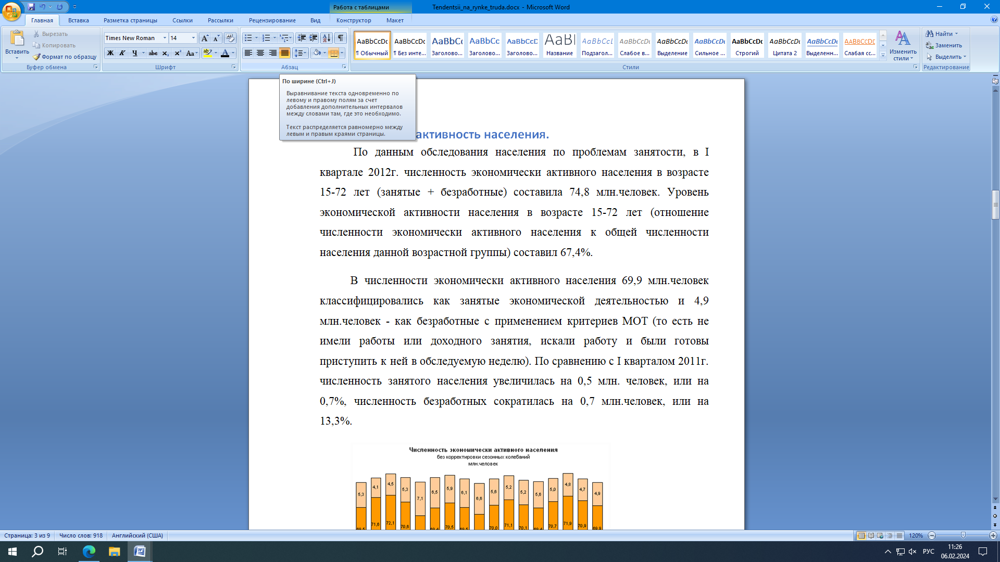 Работа с таблицами
Tendentsii_na_rynke_truda.docx - Microsoft Word
Главная
Вставка
Разметка страницы
Ссылки
Рассылки
Рецензирование
Вид
Конструктор
Макет
Вставить
Вырезать
Копировать
Формат по образцу
Буфер обмена
Times New Roman
14
Шрифт
Абзац
AaBbCcDc
¶ Обычный
AaBbCcDc
¶ Без инте...
AaBbCc
Заголово...
AaBbCc
Заголово...
AaBbCcD
Заголово...
AaBl
Название
AaBbCcL
Подзагол...
AaBbCcDc
Слабое в...
AaBbCcDc
Выделение
AaBbCcDc
Сильное ...
AaBbCcDc
Строгий
AaBbCcDc
Цитата 2
AaBbCcDc
Выделенн...
AaBbCcDc
Слабая сс...
Изменить
стили
Стили
Найти
Заменить
Выделить
Редактирование
По ширине (Ctrl+J)
Выравнивание текста одновременно по
левому и правому полям за счет
добавления дополнительных интервалов
между словами там, где это необходимо.
Текст распределяется равномерно между
левым и правым краями страницы.
активность населения.
По данным обследования населения по проблемам занятости, в I
квартале 2012г. численность экономически активного населения в возрасте
15-72 лет (занятые + безработные) составила 74,8 млн.человек. Уровень
экономической активности населения в возрасте 15-72 лет (отношение
численности экономически активного населения к общей численности
населения данной возрастной группы) составил 67,4%.
В численности экономически активного населения 69,9 млн.человек
классифицировались как занятые экономической деятельностью и 4,9
млн.человек - как безработные с применением критериев МОТ (то есть не
имели работы или доходного занятия, искали работу и были готовы
приступить к ней в обследуемую неделю). По сравнению с I кварталом 2011г.
численность занятого населения увеличилась на 0,5 млн. человек, или на
0,7%, численность безработных сократилась на 0,7 млн.человек, или на
13,3%.
Численность экономически активного населения
без корректировки сезонных колебаний
млн.человек
5,3 4,1 4,5 5,3 7,1 6,5 5,9 6,1 6,6 5,6 5,2 5,2 5,6 5,0 4,8 4,7 4,9
69,5 71,6 72,1 70,6 69,4 70,5 69,5 70,0 71,1 70,1 69,4 70,7 71,9 70,9 69,9
Страница: 3 из 9
Число слов: 918
Английский (США)
120%
РУС
11:26
06.02.2024